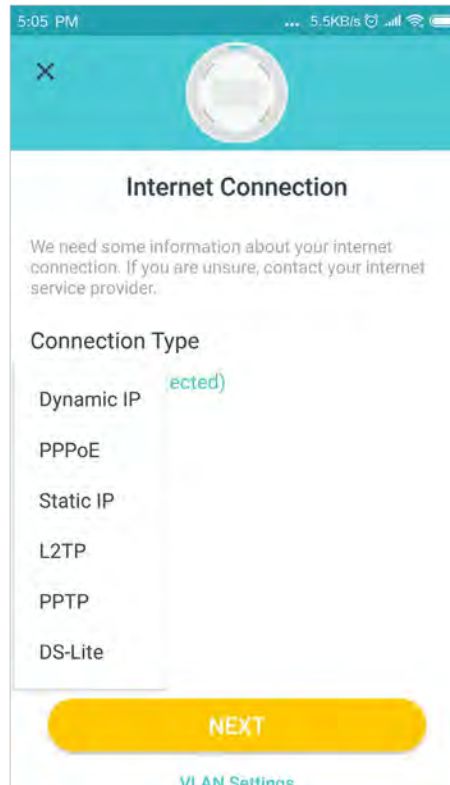 5:05 PM ... 5.5KB/s
Internet Connection
We need some information about your internet
connection. If you are unsure, contact your internet
service provider.
Connection Type
ected)
Dynamic IP
PPPoE
Static IP
L2TP
PPTP
DS-Lite
NEXT
VLAN Settings